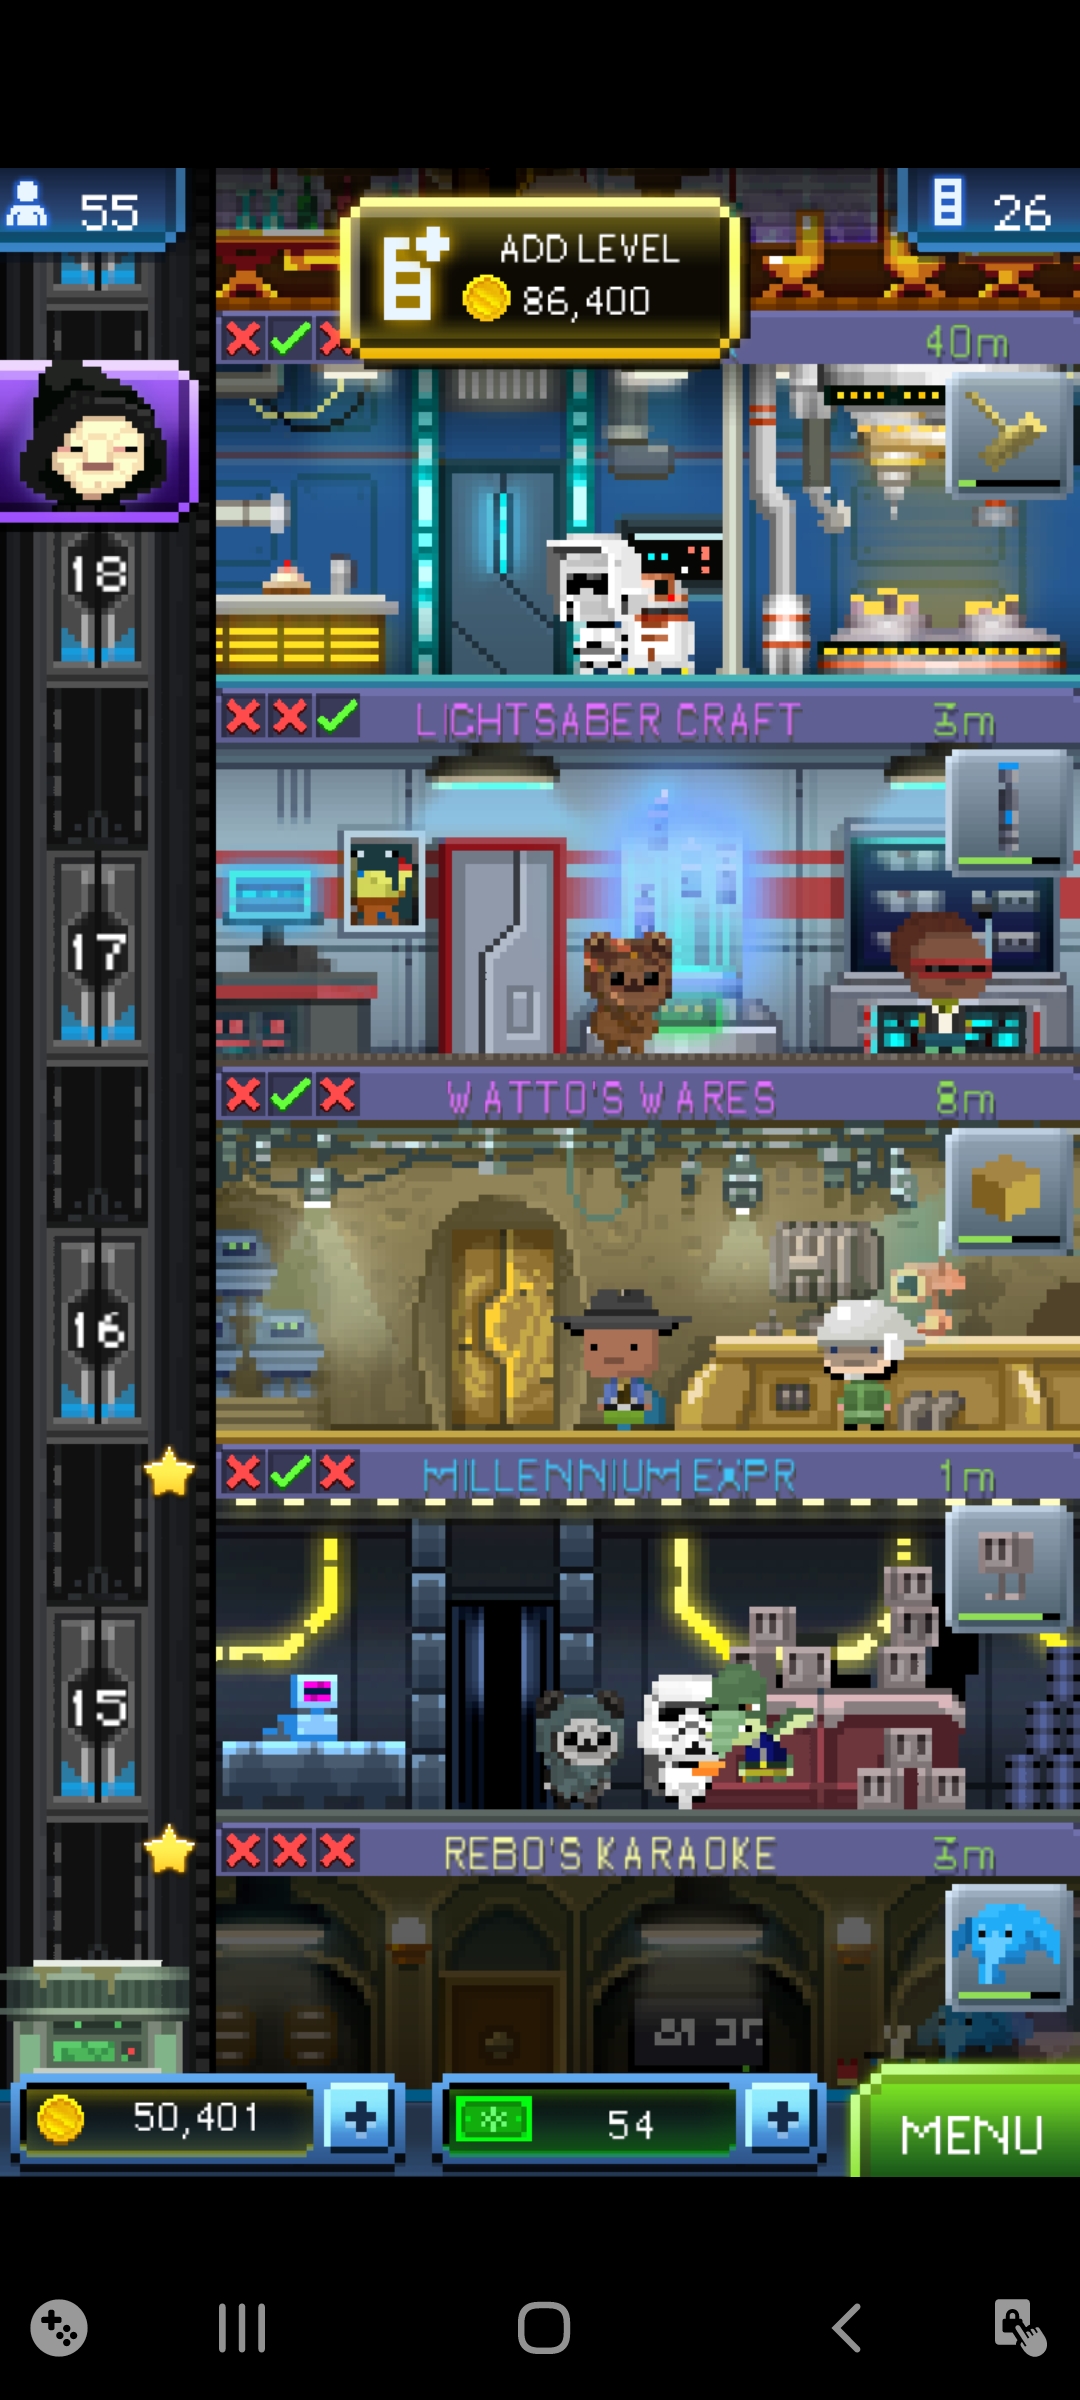 55
ADD LEVEL
86,400
26
40m
18
LIGHTSABER CRAFT
3m
17
WATTO'S WARES
8m
16
MILLENNIUM EXPR
1m
15
REBO'S KARAOKE
3m
50,401
54
MENU